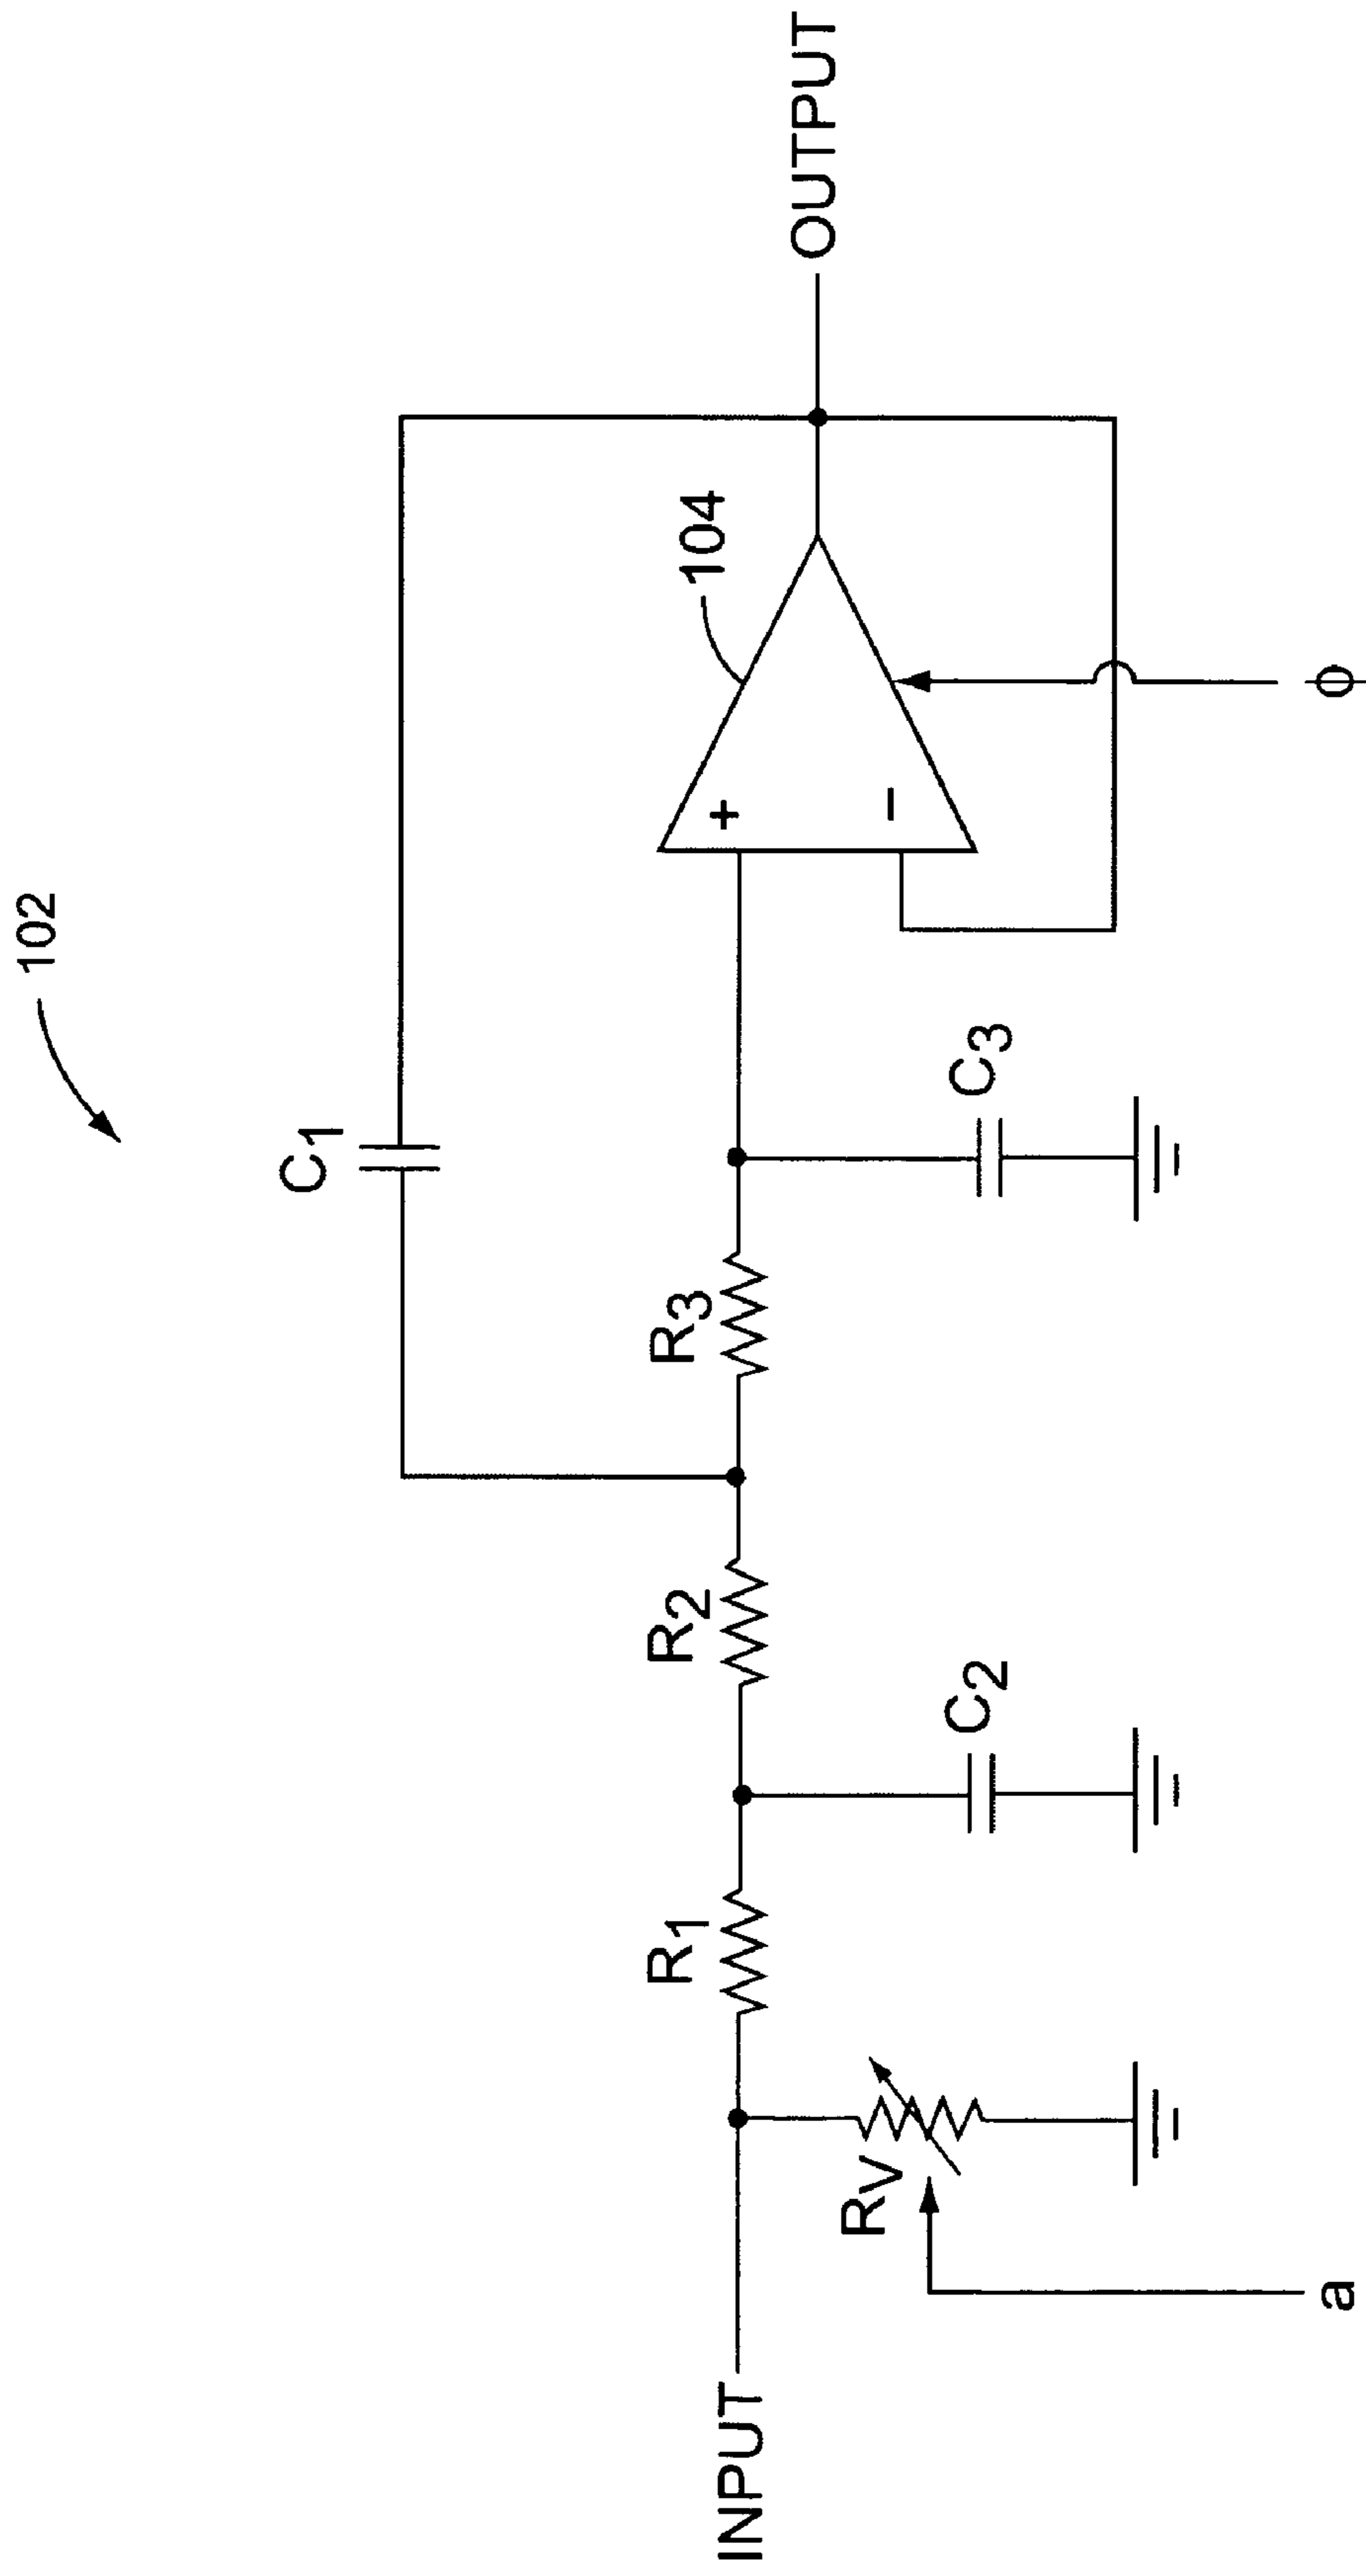 102
C1
104
OUTPUT
INPUT
R1
R2
R3
+
−
RV
C2
C3
a
ϕ